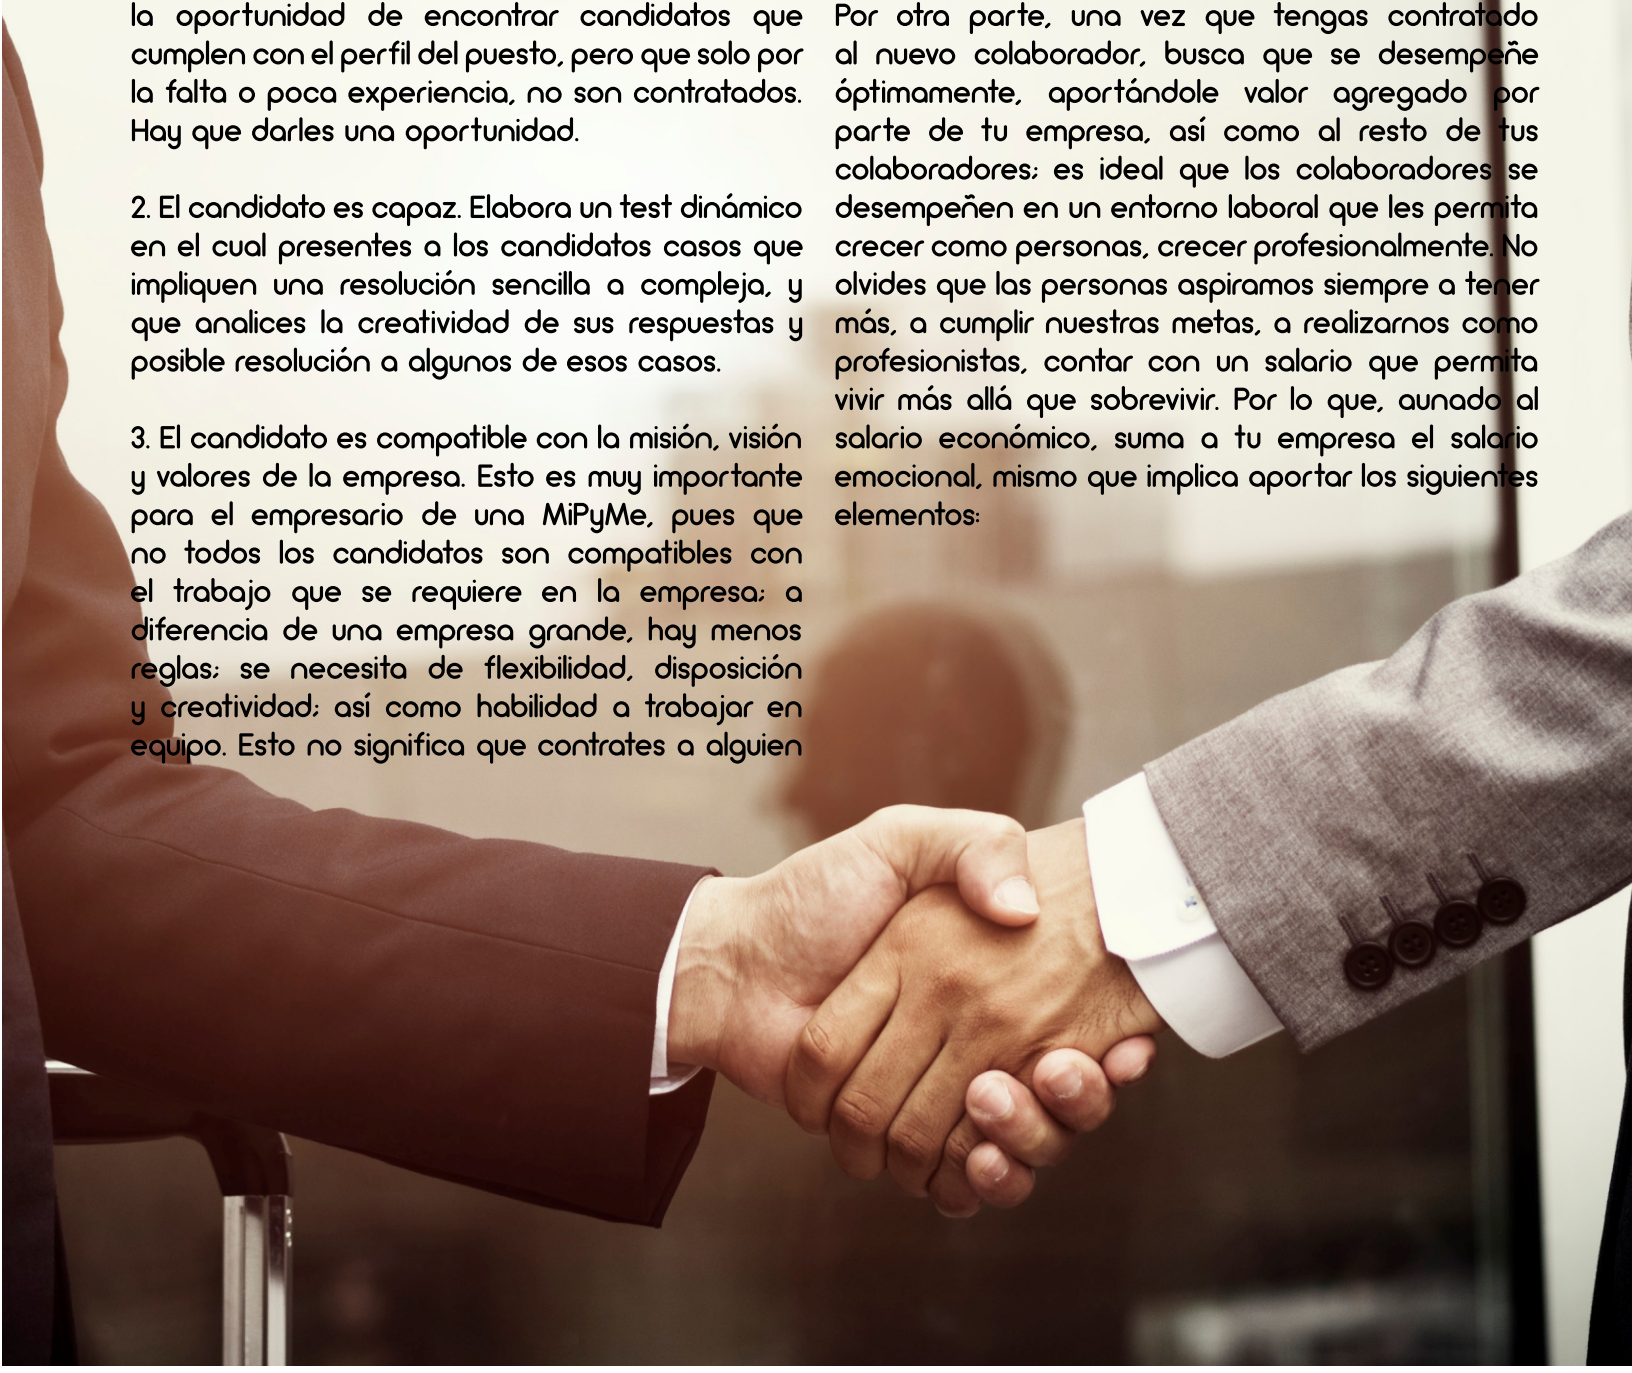 la oportunidad de encontrar candidatos que
cumplen con el perfil del puesto, pero que solo por
la falta o poca experiencia, no son contratados.
Hay que darles una oportunidad.
2. El candidato es capaz. Elabora un test dinámico
en el cual presentes a los candidatos casos que
impliquen una resolución sencilla a compleja, y
que analices la creatividad de sus respuestas y
posible resolución a algunos de esos casos.
3. El candidato es compatible con la misión, visión
y valores de la empresa. Esto es muy importante
para el empresario de una MiPyMe, pues que
no todos los candidatos son compatibles con
el trabajo que se requiere en la empresa; a
diferencia de una empresa grande, hay menos
reglas; se necesita de flexibilidad, disposición
y creatividad; así como habilidad a trabajar en
equipo. Esto no significa que contrates a alguien
Por otra parte, una vez que tengas contratado
al nuevo colaborador, busca que se desempeñe
óptimamente, aportándole valor agregado por
parte de tu empresa, así como al resto de tus
colaboradores; es ideal que los colaboradores se
desempeñen en un entorno laboral que les permita
crecer como personas, crecer profesionalmente. No
olvides que las personas aspiramos siempre a tener
más, a cumplir nuestras metas, a realizarnos como
profesionistas, contar con un salario que permita
vivir más allá que sobrevivir. Por lo que, aunado al
salario económico, suma a tu empresa el salario
emocional, mismo que implica aportar los siguientes
elementos: